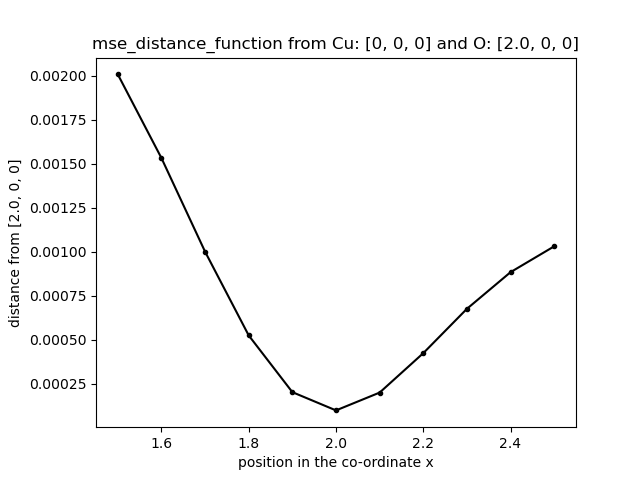 mse_distance_function from Cu: [0, 0, 0] and O: [2.0, 0, 0]
0.00200
0.00175
0.00150
0.00125
0.00100
0.00075
0.00050
0.00025
distance from [2.0, 0, 0]
1.6 1.8 2.0 2.2 2.4
position in the co-ordinate x